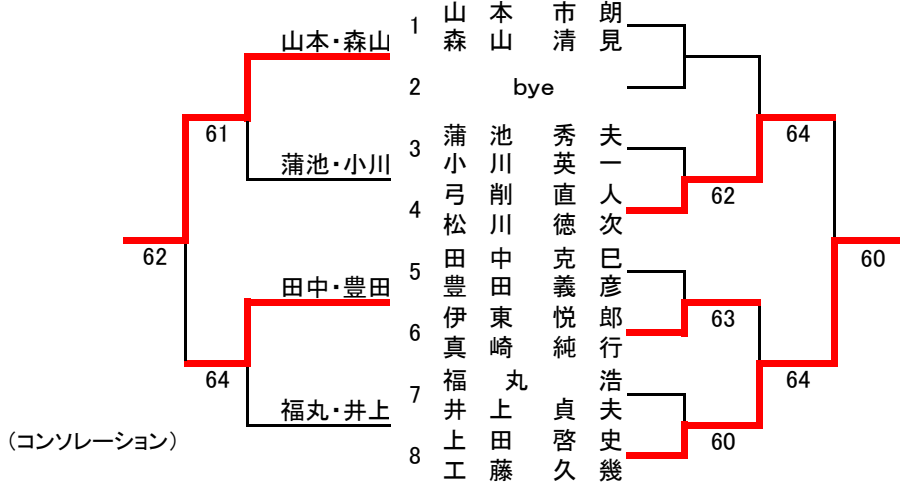 1 山本 市朗
森山 清見
2 bye
3 蒲池 秀夫
小川 英一
4 弓削 直人
松川 徳次
5 田中 克巳
豊田 義彦
6 伊東 悦郎
真崎 純行
7 福丸 浩
井上 貞夫
8 上田 啓史
工藤 久幾
山本・森山
61
蒲池・小川
62
田中・豊田
64
福丸・井上
(コンソレーション)
64
62
60
63
64
60